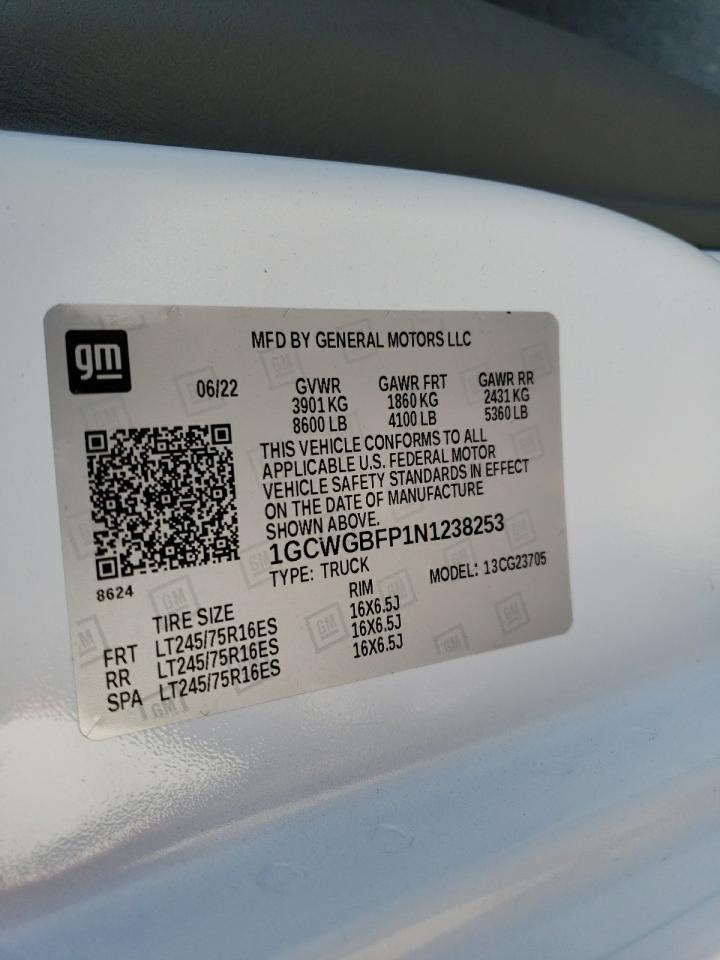 gm
MFD BY GENERAL MOTORS LLC
06/22 GVWR GAWR FRT GAWR RR
3901 KG 1860 KG 2431 KG
8600 LB 4100 LB 5360 LB
THIS VEHICLE CONFORMS TO ALL
APPLICABLE U.S. FEDERAL MOTOR
VEHICLE SAFETY STANDARDS IN EFFECT
ON THE DATE OF MANUFACTURE
SHOWN ABOVE.
1GCWGBFP1N1238253
TYPE: TRUCK MODEL: 13CG23705
8624
TIRE SIZE RIM
FRT LT245/75R16ES 16X6.5J
RR LT245/75R16ES 16X6.5J
SPA LT245/75R16ES 16X6.5J